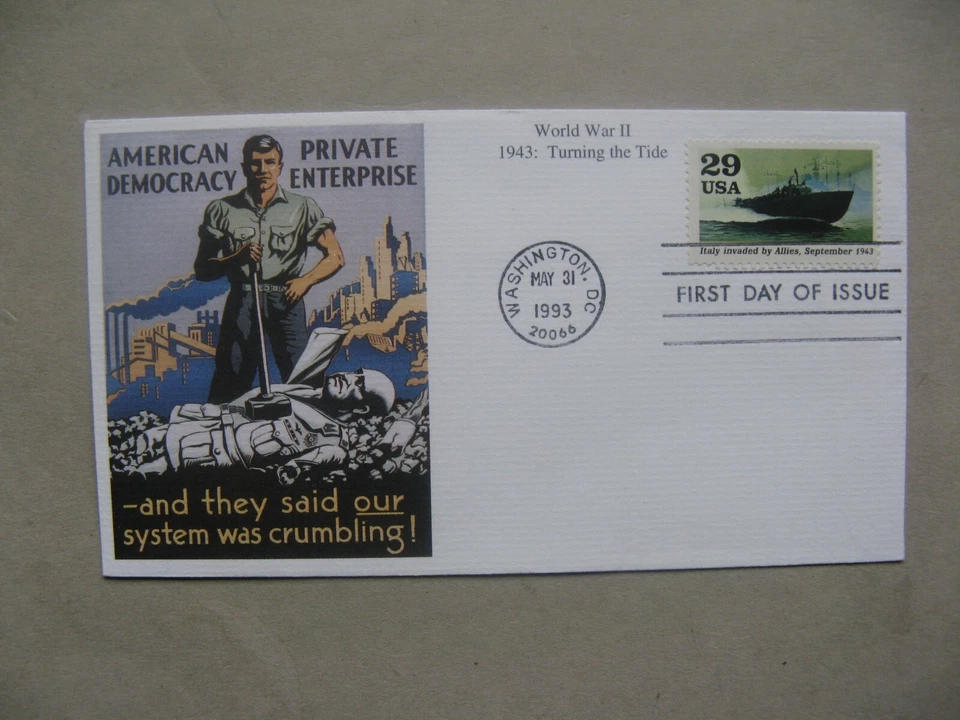 AMERICAN PRIVATE
DEMOCRACY ENTERPRISE
-and they said our
system was crumbling!
World War II
1943: Turning the Tide
29
USA
Italy invaded by Allies, September 1943
WASHINGTON, DC
MAY 31
1993
20066
FIRST DAY OF ISSUE